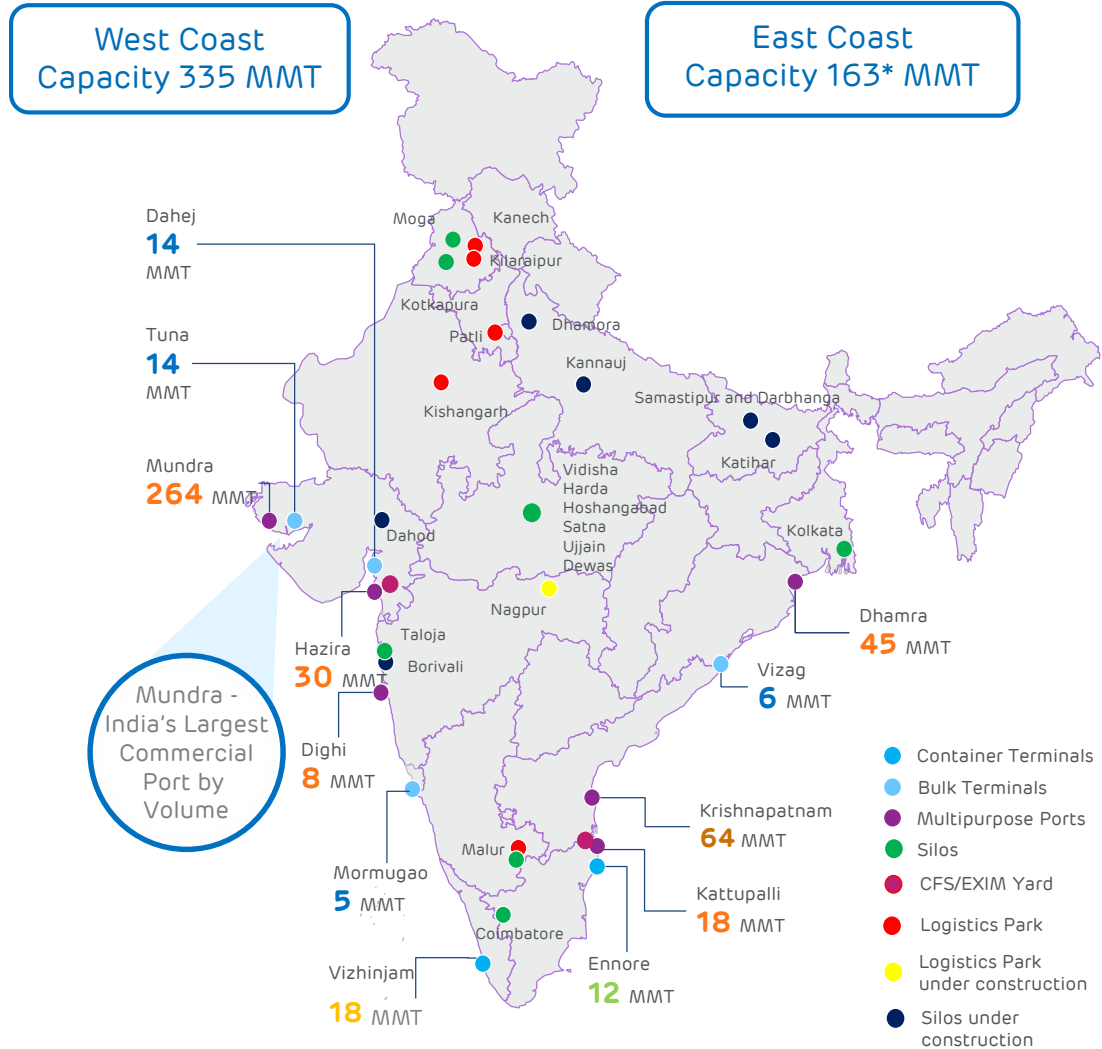 West Coast
Capacity 335 MMT
East Coast
Capacity 163* MMT
Dahej
14
MMT
Tuna
14
MMT
Mundra
264 MMT
Moga
Kanech
Kilaraipur
Kotkapura
Patli
Dhamora
Kannauj
Kishangarh
Samastipur and Darbhanga
Katihar
Vidisha
Harda
Hoshangabad
Satna
Ujjain
Dewas
Dahod
Kolkata
Nagpur
Hazira
30 MMT
Taloja
Borivali
Dhamra
45 MMT
Vizag
6 MMT
Mundra -
India's Largest
Commercial
Port by
Volume
Dighi
8 MMT
Mormugao
5 MMT
Malur
Krishnapatnam
64 MMT
Kattupalli
18 MMT
Coimbatore
Vizhinjam
18 MMT
Ennore
12 MMT
Container Terminals
Bulk Terminals
Multipurpose Ports
Silos
CFS/EXIM Yard
Logistics Park
Logistics Park
under construction
Silos under
construction